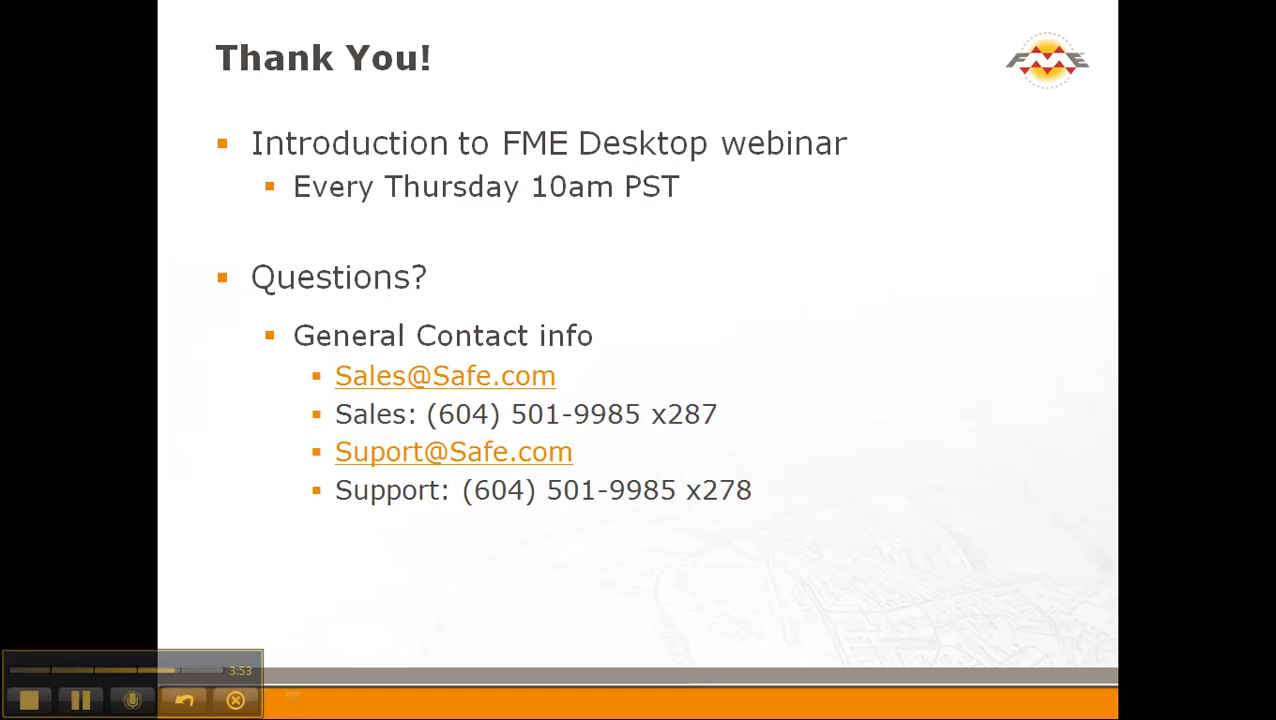 Thank You!
FME
Introduction to FME Desktop webinar
Every Thursday 10am PST
Questions?
General Contact info
Sales@Safe.com
Sales: (604) 501-9985 x287
Suport@Safe.com
Support: (604) 501-9985 x278
3:53